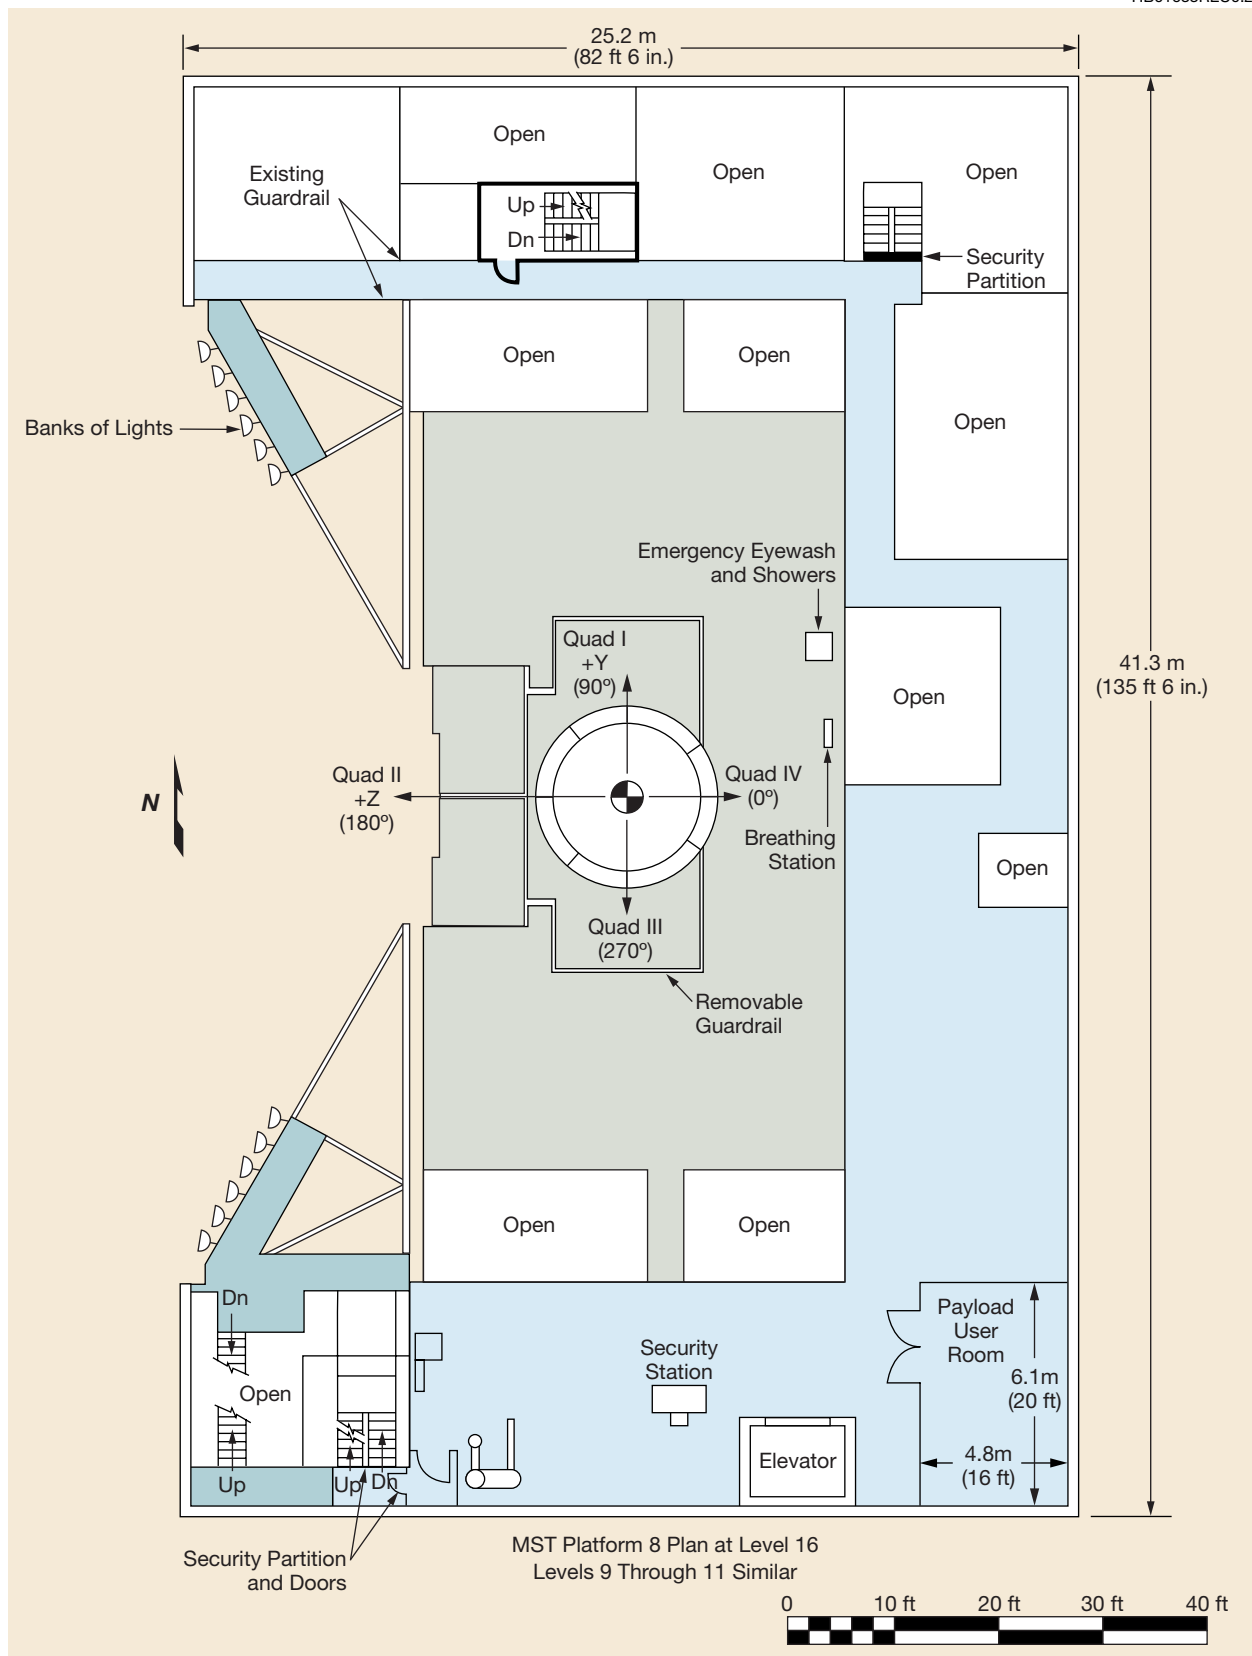 25.2 m
(82 ft 6 in.)
Open
Existing
Guardrail
Open
Open
Up
Dn
Security
Partition
Open
Open
Open
Banks of Lights
Emergency Eyewash
and Showers
Quad I
+Y
(90º)
41.3 m
(135 ft 6 in.)
Open
Quad II
+Z
(180º)
Quad IV
(0º)
N
Breathing
Station
Open
Quad III
(270º)
Removable
Guardrail
Open
Open
Dn
Payload
User
Room
Security
Station
6.1m
(20 ft)
Open
Elevator
4.8m
(16 ft)
Up
Up
Dn
MST Platform 8 Plan at Level 16
Levels 9 Through 11 Similar
Security Partition
and Doors
0
10 ft
20 ft
30 ft
40 ft